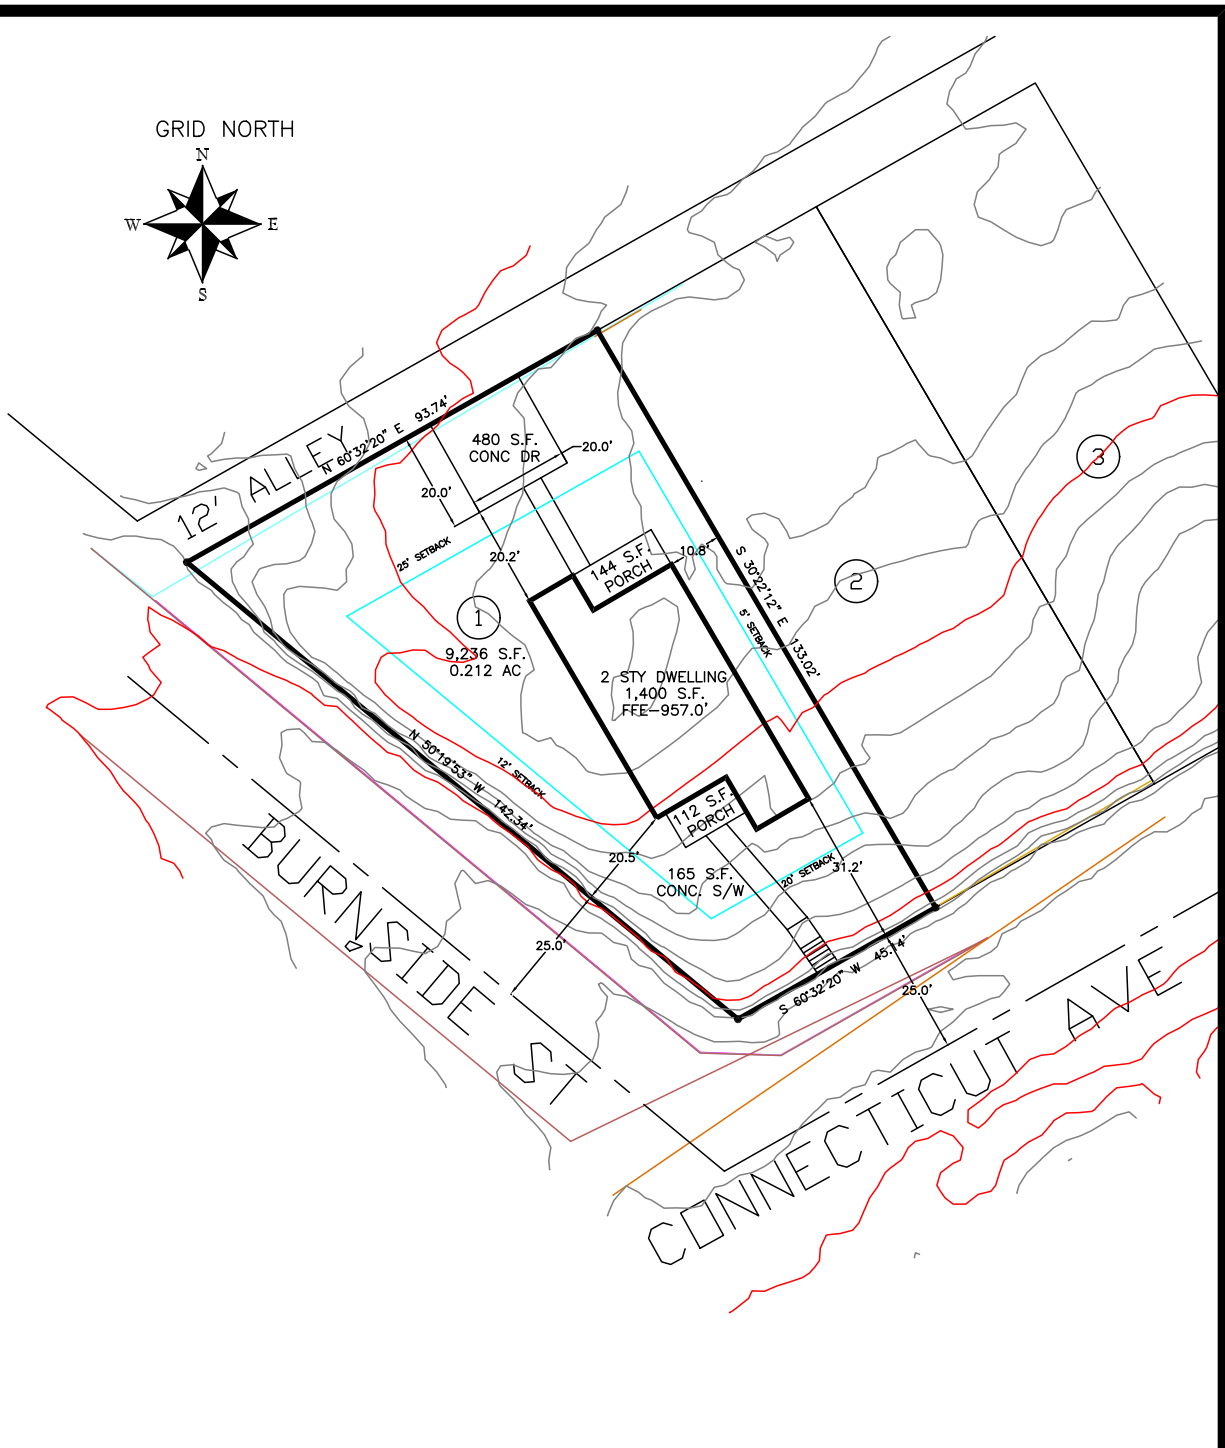 GRID NORTH
N
W
E
S
12' ALLEY
N 60°32'20" E 93.74'
480 S.F.
CONC DR
20.0'
20.0'
25' SETBACK
20.2'
144 S.F.
PORCH
10.8'
S 30°22'12" E 133.02'
5' SETBACK
1
9,236 S.F.
0.212 AC
2
3
2 STY DWELLING
1,400 S.F.
FFE-957.0'
N 50°19'53" W 142.34'
12' SETBACK
112 S.F.
PORCH
20.5'
165 S.F.
CONC. S/W
20' SETBACK
31.2'
25.0'
S 60°32'20" W 45.14'
25.0'
BURNSIDE ST
CONNECTICUT AVE